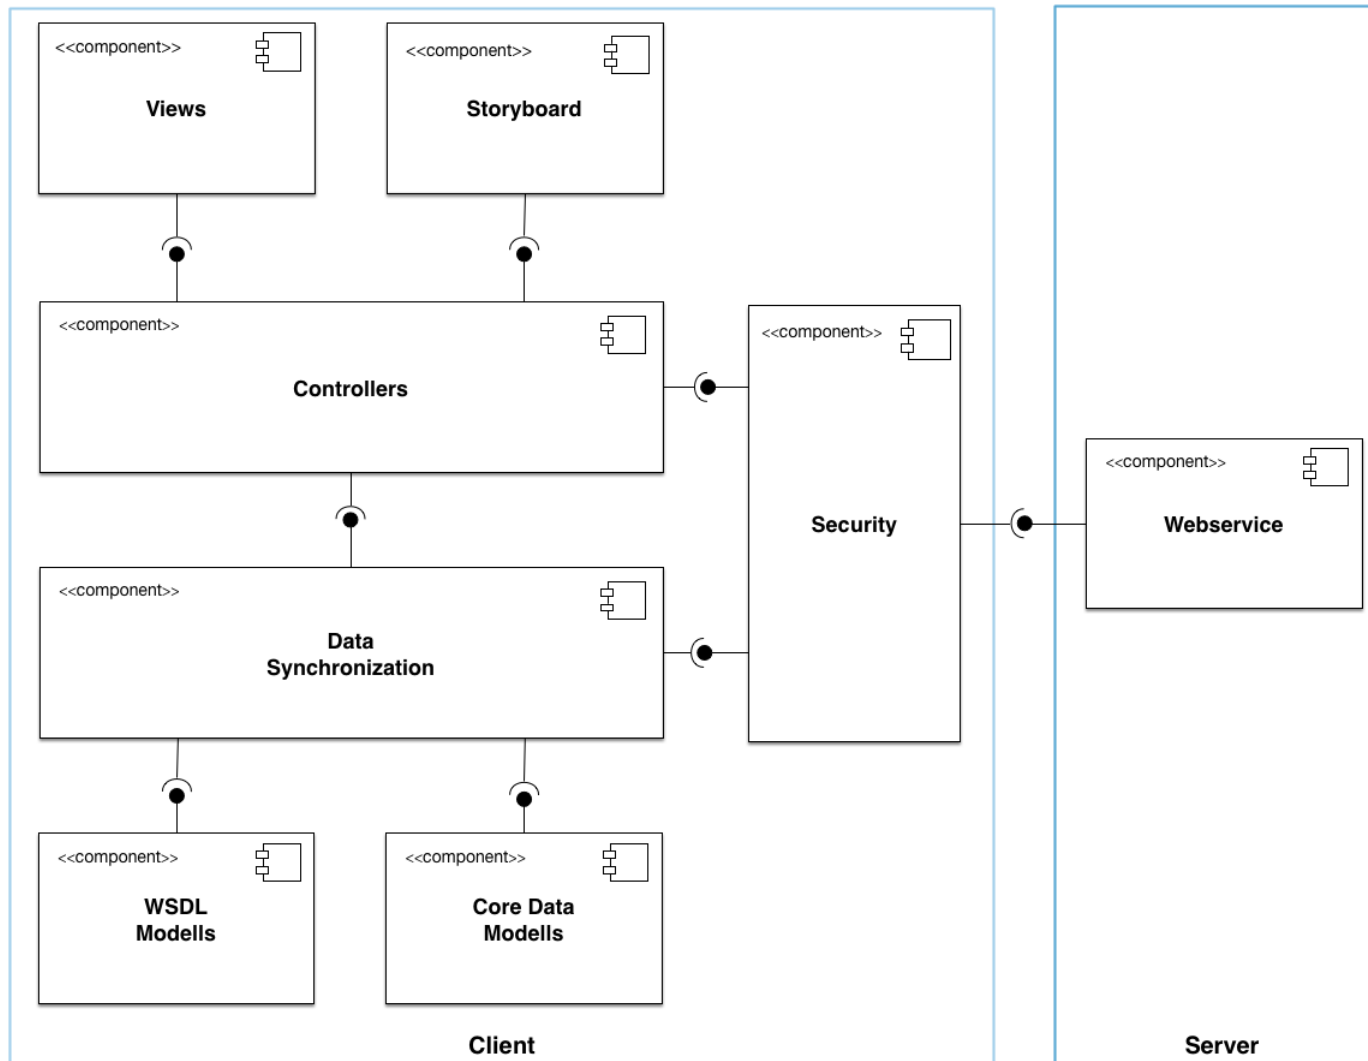 <<component>>
Views
<<component>>
Storyboard
<<component>>
Controllers
<<component>>
Security
<<component>>
Webservice
<<component>>
Data
Synchronization
<<component>>
WSDL
Modells
<<component>>
Core Data
Modells
Client
Server